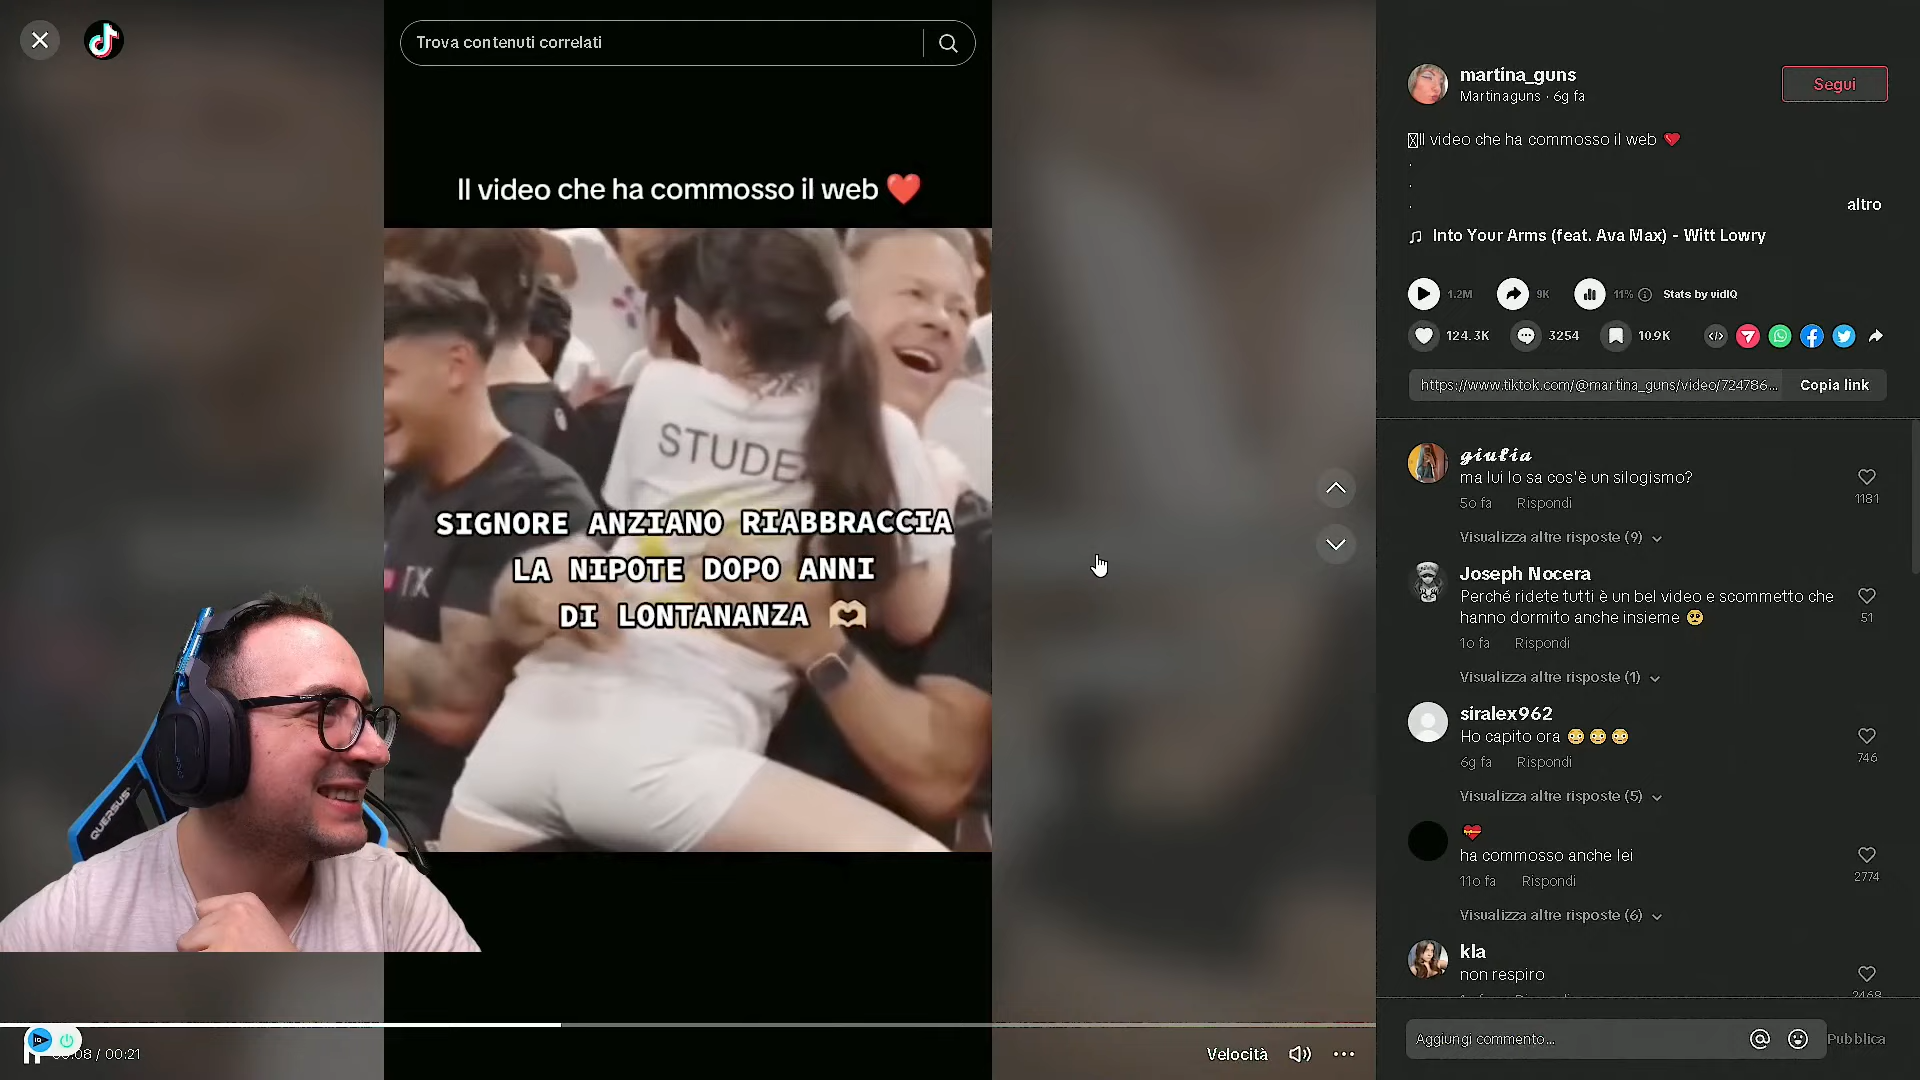 Trova contenuti correlati
Il video che ha commosso il web ❤️
STUDE
SIGNORE ANZIANO RIABBRACCIA
LA NIPOTE DOPO ANNI
DI LONTANANZA 🫶🏼
QUERSUS
00:21
Velocità
martina_guns
Martinaguns · 6g fa
Segui
Il video che ha commosso il web ❤️
.
.
.
altro
Into Your Arms (feat. Ava Max) - Witt Lowry
1.2M
9K
11%
Stats by vidIQ
124.3K
3254
10.9K
https://www.tiktok.com/@martina_guns/video/724786...
Copia link
𝓰𝓲𝓾𝓵𝓲𝓪
ma lui lo sa cos'è un silogismo?
5o fa Rispondi
1181
Visualizza altre risposte (9)
Joseph Nocera
Perché ridete tutti è un bel video e scommetto che
hanno dormito anche insieme 🥺
51
1o fa Rispondi
Visualizza altre risposte (1)
siralex962
Ho capito ora 😳😳😳
746
6g fa Rispondi
Visualizza altre risposte (5)
💝
ha commosso anche lei
2774
11o fa Rispondi
Visualizza altre risposte (6)
kla
non respiro
2468
Aggiungi commento...
Pubblica